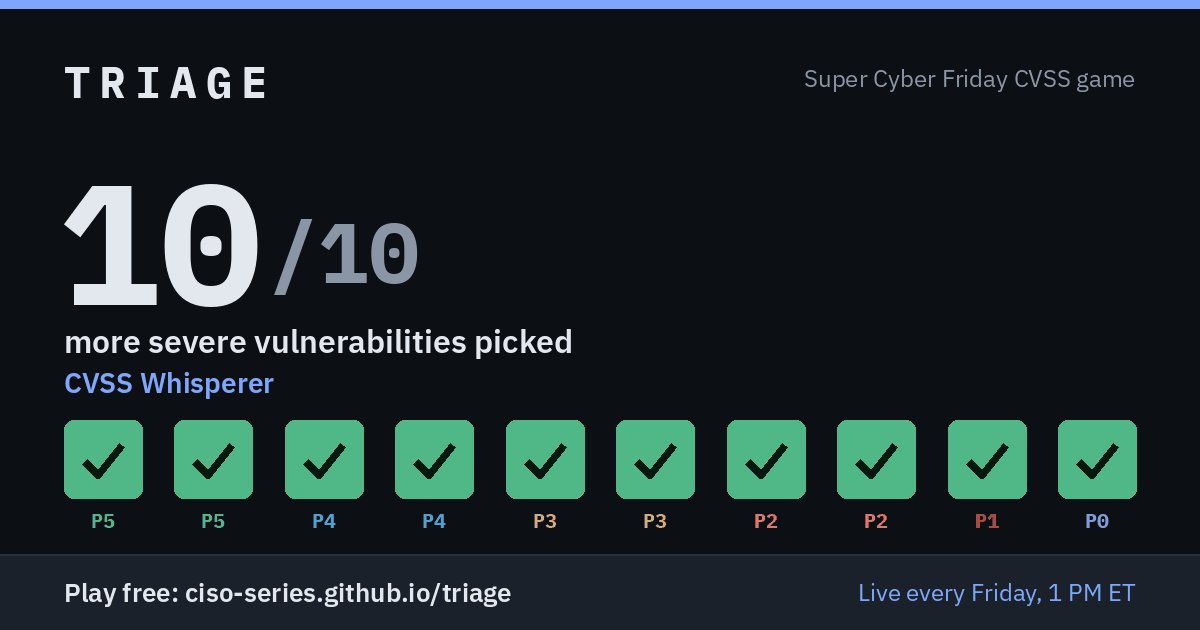 TRIAGE
Super Cyber Friday CVSS game
10/10
more severe vulnerabilities picked
CVSS Whisperer
P5 P5 P4 P4 P3 P3 P2 P2 P1 P0
Play free: ciso-series.github.io/triage
Live every Friday, 1 PM ET